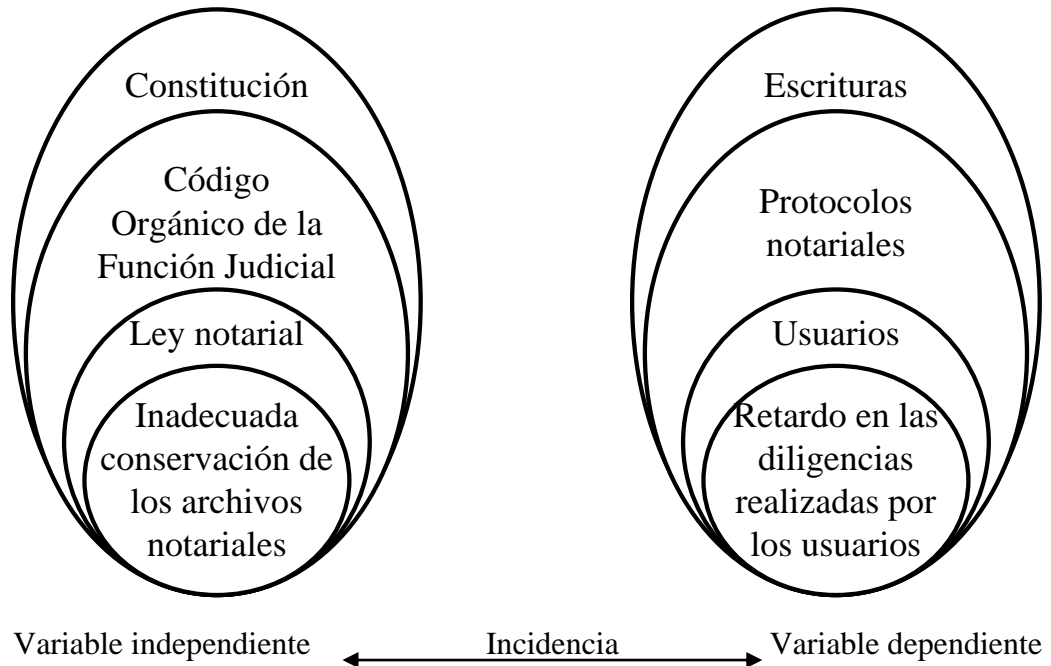 Constitución
Código
Orgánico de la
Función Judicial
Ley notarial
Inadecuada
conservación de
los archivos
notariales
Escrituras
Protocolos
notariales
Usuarios
Retardo en las
diligencias
realizadas por
los usuarios
Variable independiente
Incidencia
Variable dependiente